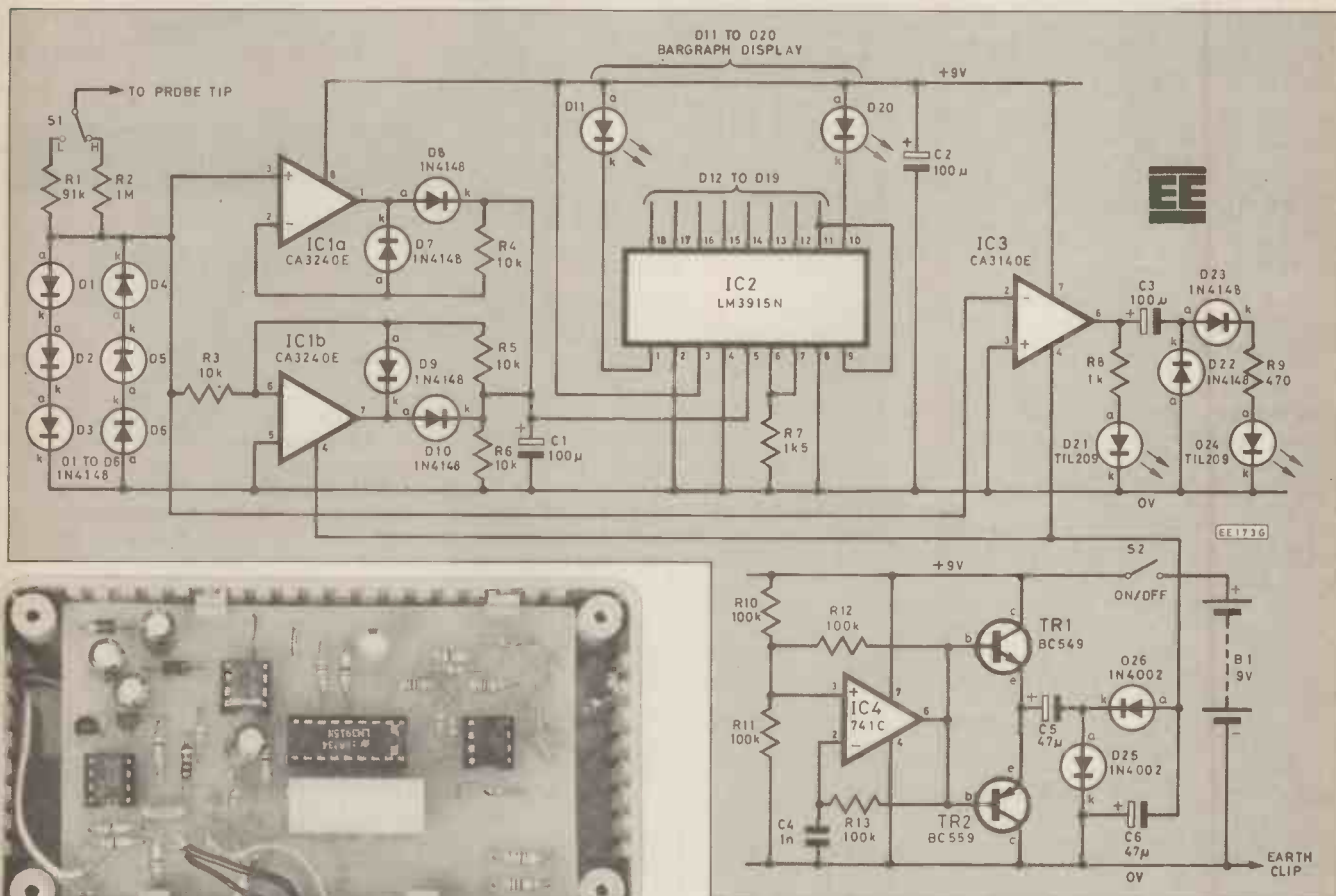 D11 TO D20
BARGRAPH DISPLAY
+9V
TO PROBE TIP
S1
L
H
R1
91k
R2
1M
a
D1
k
a
D2
k
a
D3
k
k
D4
a
k
D5
a
k
D6
a
D1 TO D6
1N4148
3
+
2
-
8
1
IC1a
CA3240E
D8
1N4148
a
k
k
D7
1N4148
a
R4
10k
R3
10k
IC1b
CA3240E
6
-
5
+
7
4
a
D9
1N4148
k
a
k
D10
1N4148
R5
10k
R6
10k
+
C1
100µ
D11
a
k
D12 TO D19
D20
a
k
18 17 16 15 14 13 12 11 10
IC2
LM3915N
1 2 3 4 5 6 7 8 9
R7
1k5
+
C2
100µ
EE
IC3
CA3140E
2
-
3
+
7
6
4
C3
100µ
+
D23
1N4148
a
k
R8
1k
k
D22
1N4148
a
R9
470
D21
TIL209
a
k
D24
TIL209
a
k
0V
EE173G
+9V
S2
ON/OFF
R10
100k
R12
100k
R11
100k
3
+
2
-
IC4
741C
7
6
4
C4
1n
R13
100k
b
c
e
TR1
BC549
b
e
c
TR2
BC559
+
C5
47µ
D26
1N4002
k
a
a
D25
1N4002
k
+
C6
47µ
+
B1
9V
-
0V
EARTH
CLIP
LM3915N